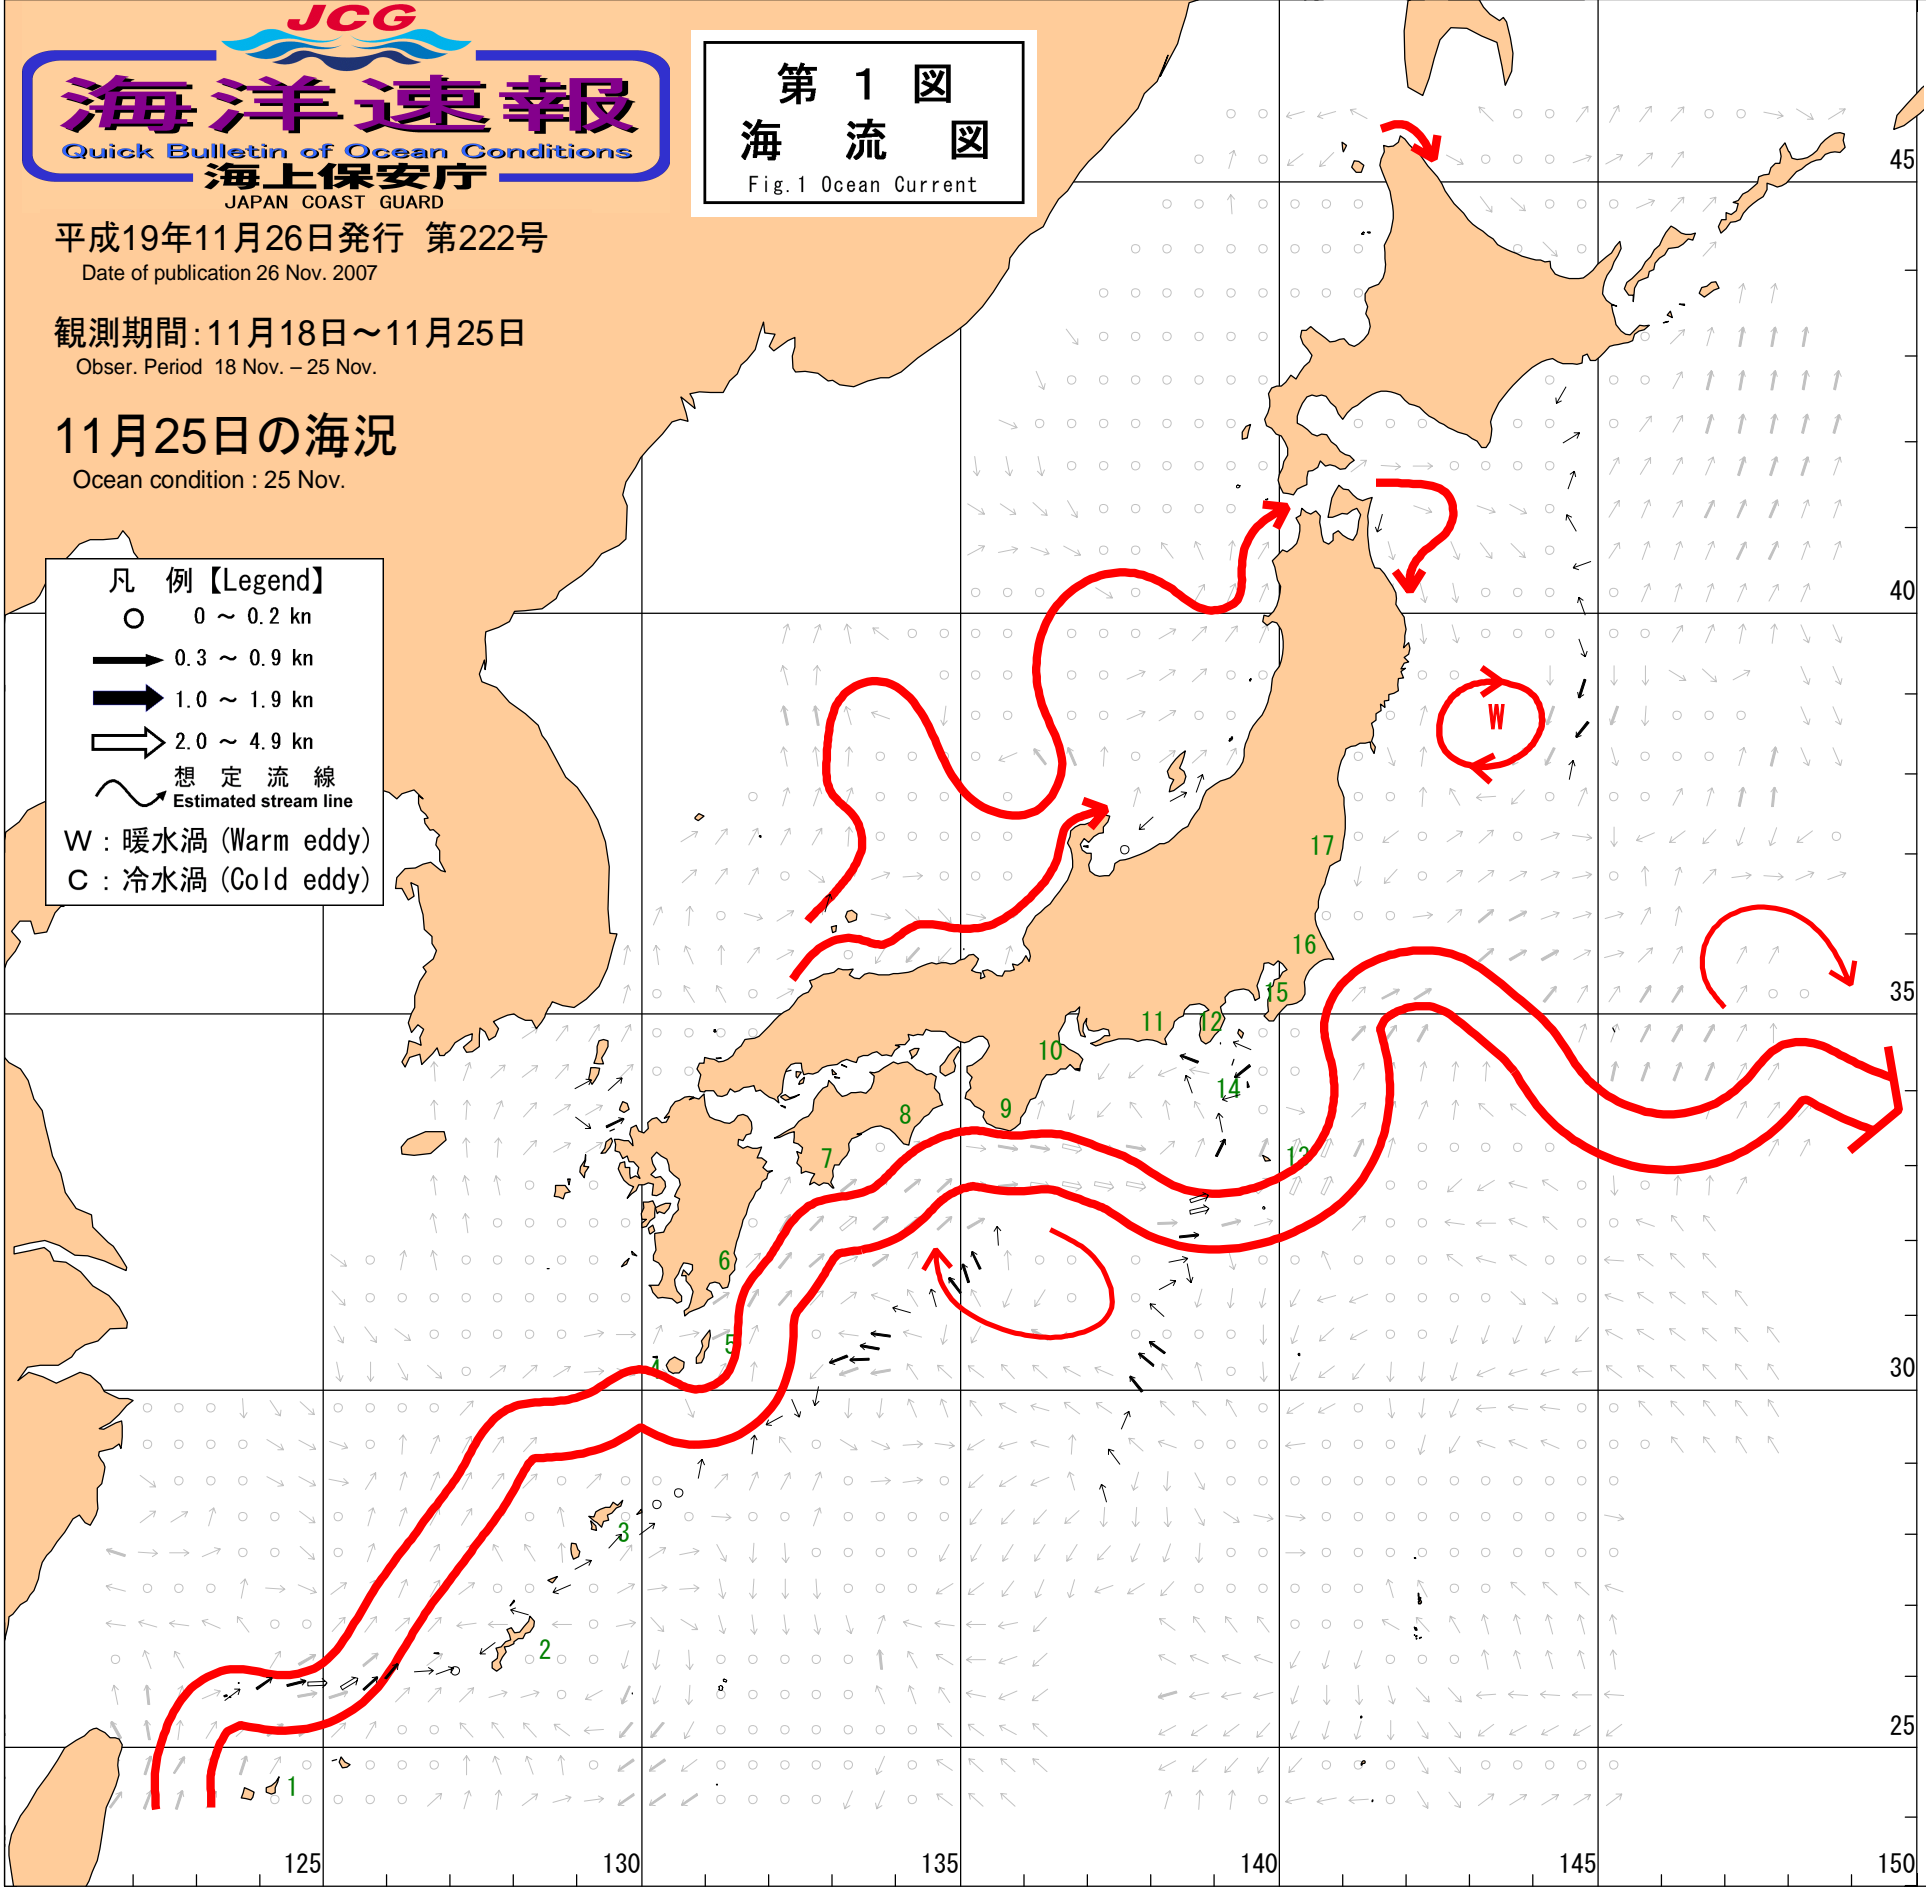 JCG
海洋速報
Quick Bulletin of Ocean Conditions
海上保安庁
JAPAN COAST GUARD
平成19年11月26日発行 第222号
Date of publication 26 Nov. 2007
観測期間:11月18日~11月25日
Obser. Period 18 Nov. – 25 Nov.
11月25日の海況
Ocean condition : 25 Nov.
第 1 図
海 流 図
Fig.1 Ocean Current
凡 例【Legend】
0 ~ 0.2 kn
0.3 ~ 0.9 kn
1.0 ~ 1.9 kn
2.0 ~ 4.9 kn
想 定 流 線
Estimated stream line
W : 暖水渦 (Warm eddy)
C : 冷水渦 (Cold eddy)
45
40
W
17
16
15
35
11
12
10
14
9
8
7
13
6
5
4
30
3
2
25
1
125
130
135
140
145
150